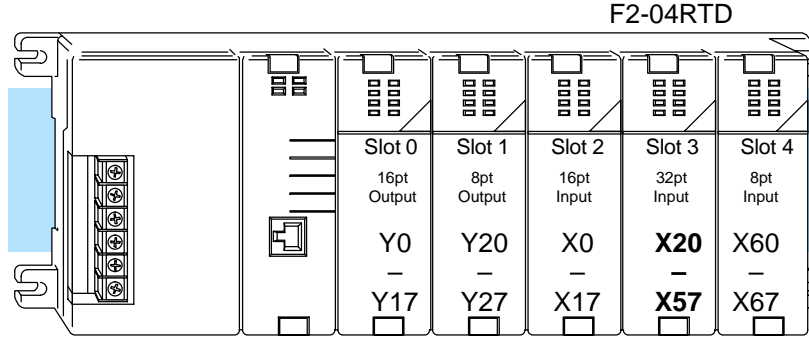 F2-04RTD
Slot 0
16pt
Output
Y0
–
Y17
Slot 1
8pt
Output
Y20
–
Y27
Slot 2
16pt
Input
X0
–
X17
Slot 3
32pt
Input
X20
–
X57
Slot 4
8pt
Input
X60
–
X67